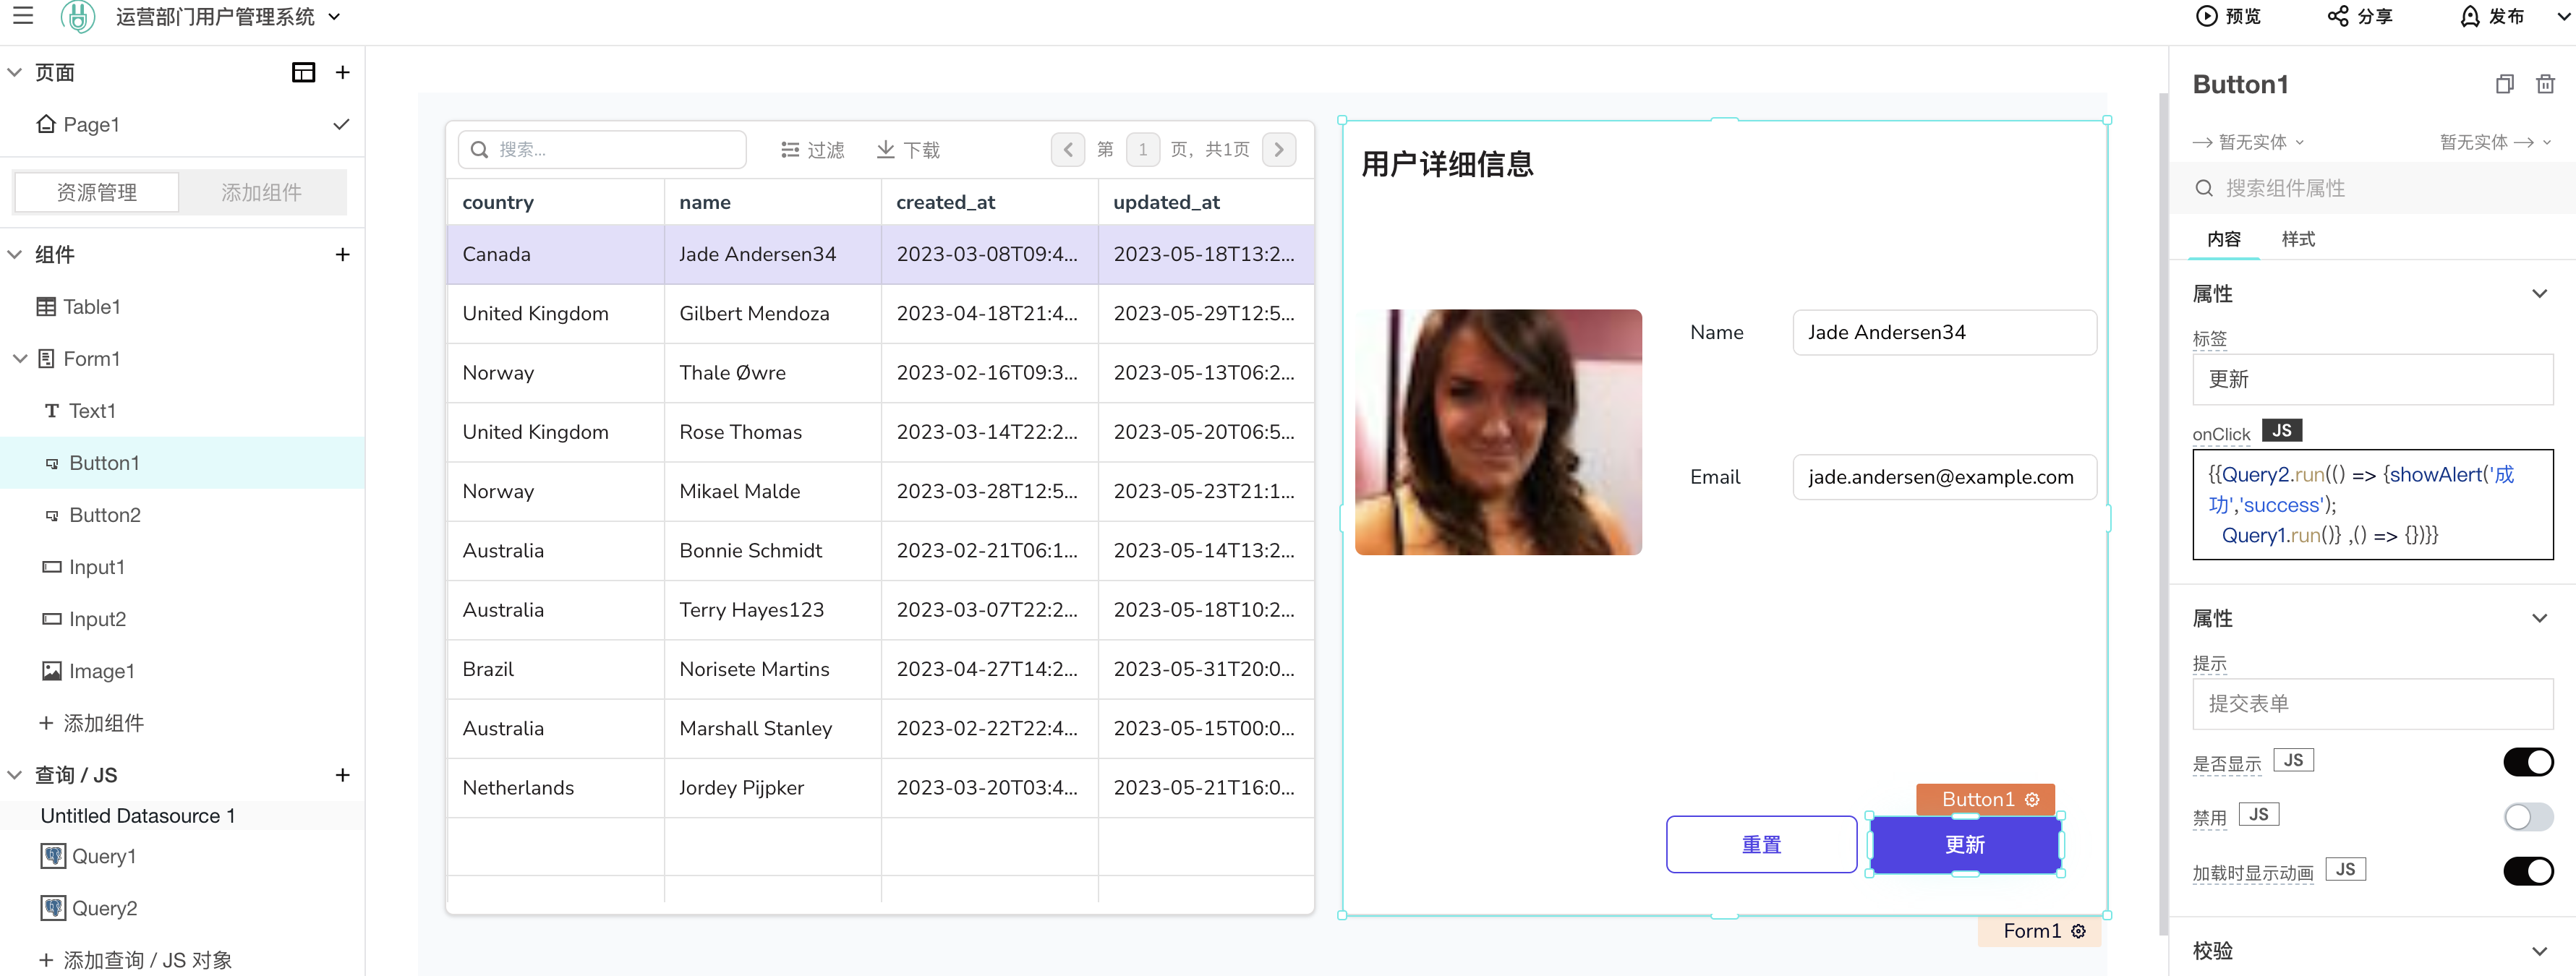 运营部门用户管理系统
预览
分享
发布
页面
Page1
资源管理
添加组件
组件
Table1
Form1
Text1
Button1
Button2
Input1
Input2
Image1
添加组件
查询 / JS
Untitled Datasource 1
Query1
Query2
添加查询 / JS 对象
搜索...
过滤
下载
第 1 页，共1页
country name created_at updated_at
Canada Jade Andersen34 2023-03-08T09:4... 2023-05-18T13:2...
United Kingdom Gilbert Mendoza 2023-04-18T21:4... 2023-05-29T12:5...
Norway Thale Øwre 2023-02-16T09:3... 2023-05-13T06:2...
United Kingdom Rose Thomas 2023-03-14T22:2... 2023-05-20T06:5...
Norway Mikael Malde 2023-03-28T12:5... 2023-05-23T21:1...
Australia Bonnie Schmidt 2023-02-21T06:1... 2023-05-14T13:2...
Australia Terry Hayes123 2023-03-07T22:2... 2023-05-18T10:2...
Brazil Norisete Martins 2023-04-27T14:2... 2023-05-31T20:0...
Australia Marshall Stanley 2023-02-22T22:4... 2023-05-15T00:0...
Netherlands Jordey Pijpker 2023-03-20T03:4... 2023-05-21T16:0...
用户详细信息
Name Jade Andersen34
Email jade.andersen@example.com
Button1
重置
更新
Form1
Button1
暂无实体
暂无实体
搜索组件属性
内容
样式
属性
标签
更新
onClick JS
{{Query2.run(() => {showAlert('成
功','success');
Query1.run()} ,() => {})}}
属性
提示
提交表单
是否显示 JS
禁用 JS
加载时显示动画 JS
校验